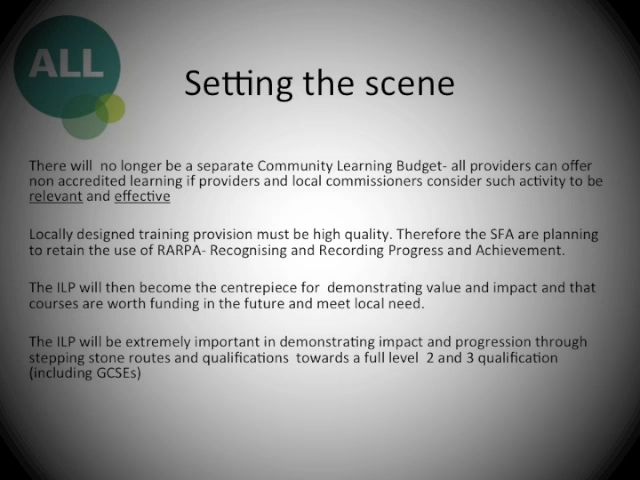 ALL
Setting the scene
There will  no longer be a separate Community Learning Budget- all providers can offer
non accredited learning if providers and local commissioners consider such activity to be
relevant and effective
Locally designed training provision must be high quality. Therefore the SFA are planning
to retain the use of RARPA- Recognising and Recording Progress and Achievement.
The ILP will then become the centrepiece for  demonstrating value and impact and that
courses are worth funding in the future and meet local need.
The ILP will be extremely important in demonstrating impact and progression through
stepping stone routes and qualifications  towards a full level  2 and 3 qualification
(including GCSEs)